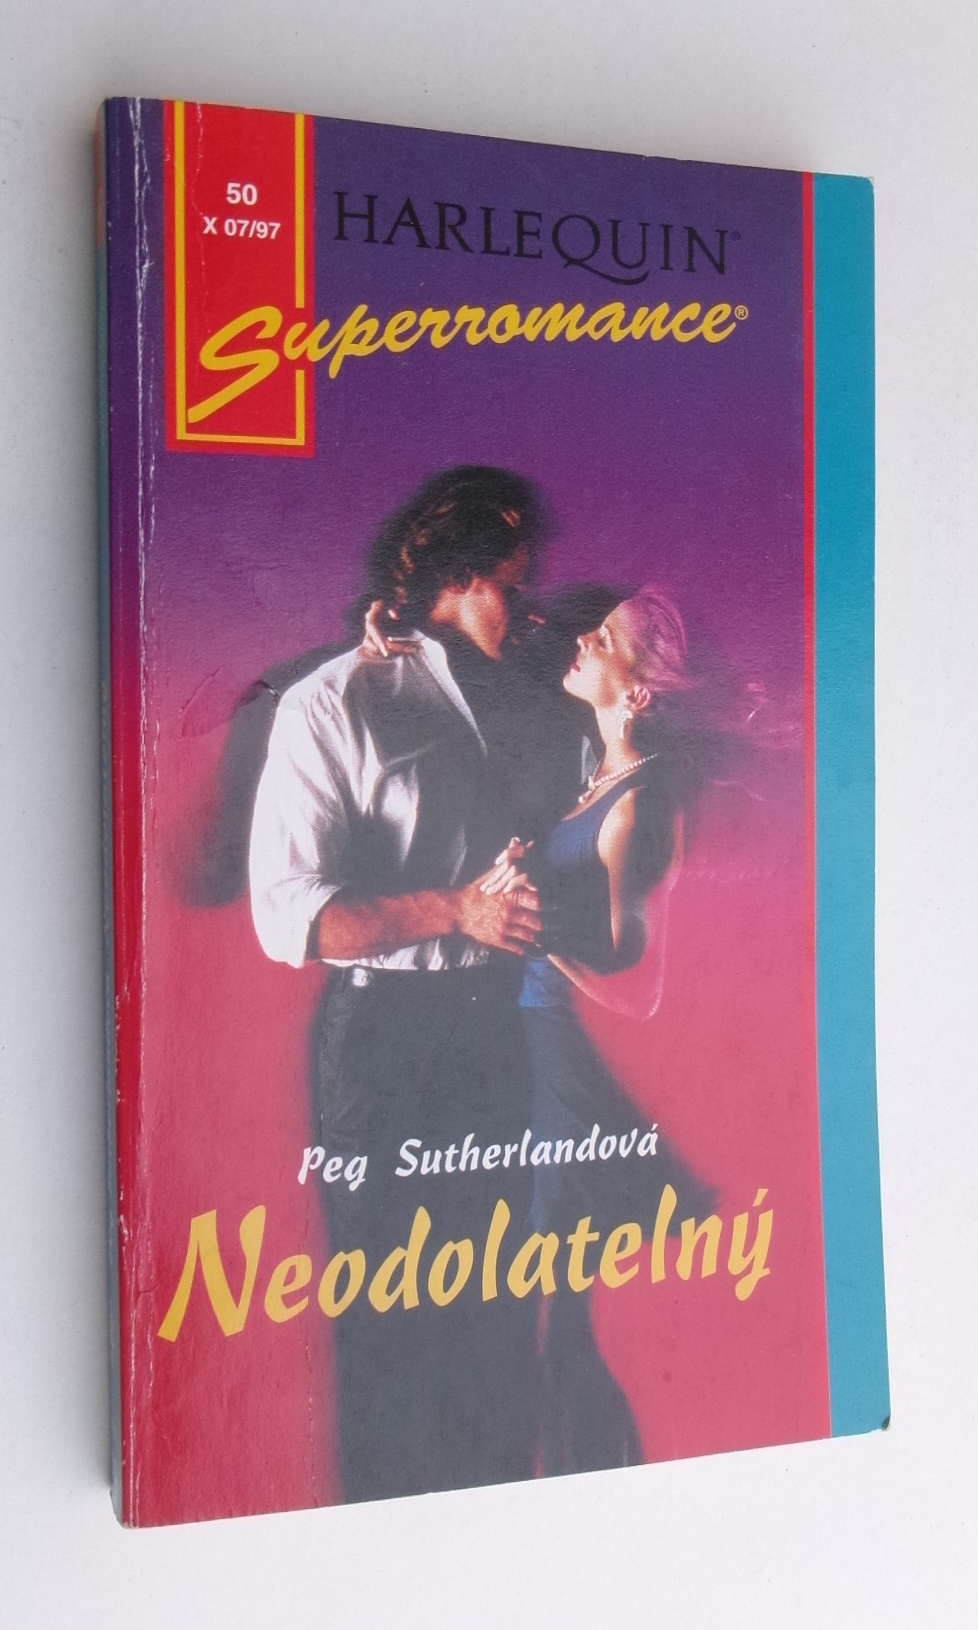 50
X 07/97
HARLEQUIN®
Superromance®
Peg Sutherlandová
Neodolatelný